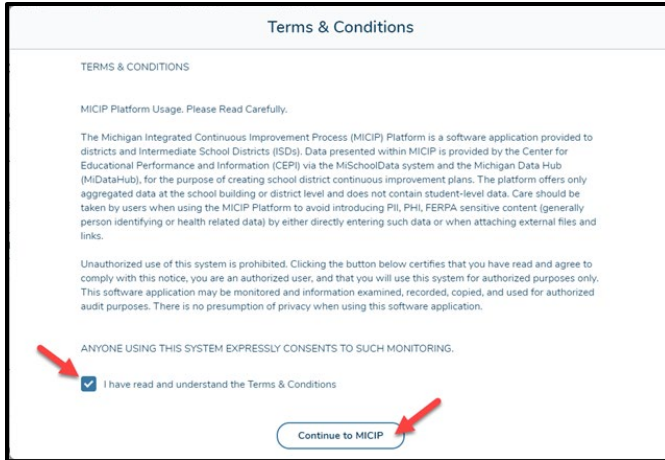 Terms & Conditions
TERMS & CONDITIONS
MICIP Platform Usage. Please Read Carefully.
The Michigan Integrated Continuous Improvement Process (MICIP) Platform is a software application provided to
districts and Intermediate School Districts (ISDs). Data presented within MICIP is provided by the Center for
Educational Performance and Information (CEPI) via the MiSchoolData system and the Michigan Data Hub
(MiDataHub), for the purpose of creating school district continuous improvement plans. The platform offers only
aggregated data at the school building or district level and does not contain student-level data. Care should be
taken by users when using the MICIP Platform to avoid introducing PII, PHI, FERPA sensitive content (generally
person identifying or health related data) by either directly entering such data or when attaching external files and
links.
Unauthorized use of this system is prohibited. Clicking the button below certifies that you have read and agree to
comply with this notice, you are an authorized user, and that you will use this system for authorized purposes only.
This software application may be monitored and information examined, recorded, copied, and used for authorized
audit purposes. There is no presumption of privacy when using this software application.
ANYONE USING THIS SYSTEM EXPRESSLY CONSENTS TO SUCH MONITORING.
I have read and understand the Terms & Conditions
Continue to MICIP